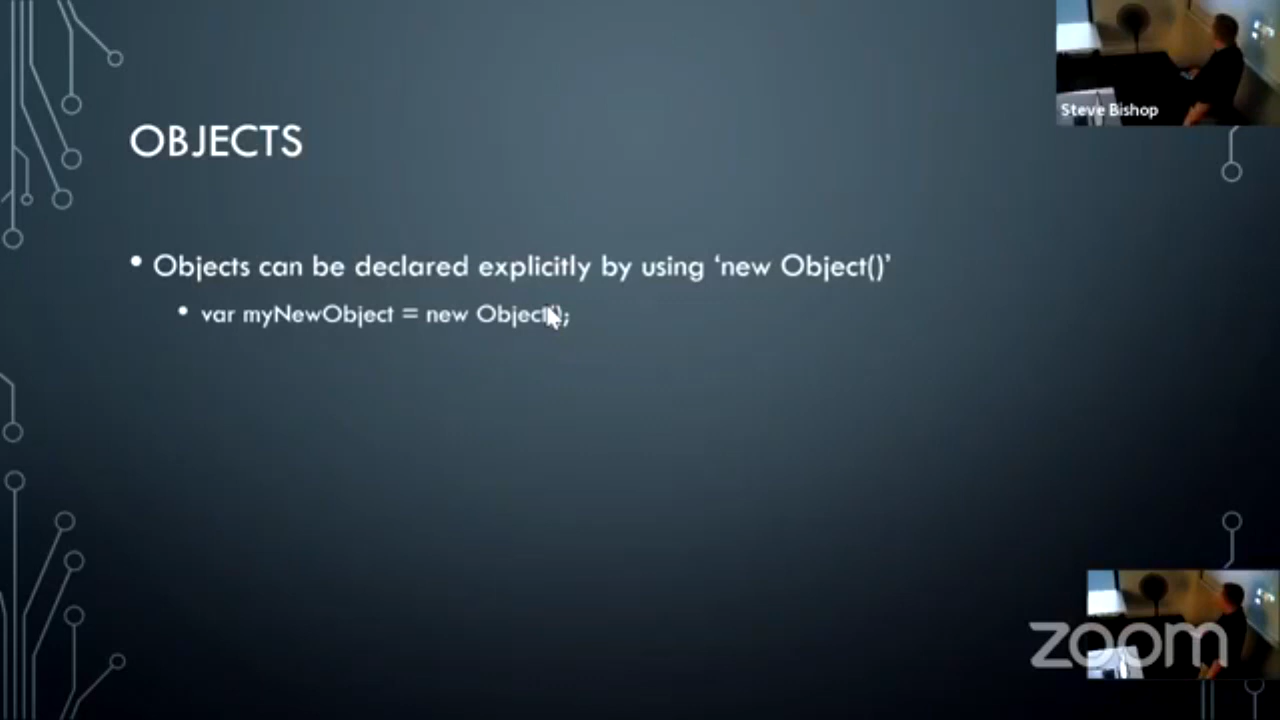 Steve Bishop
OBJECTS
• Objects can be declared explicitly by using ‘new Object()’
• var myNewObject = new Object();
zoom